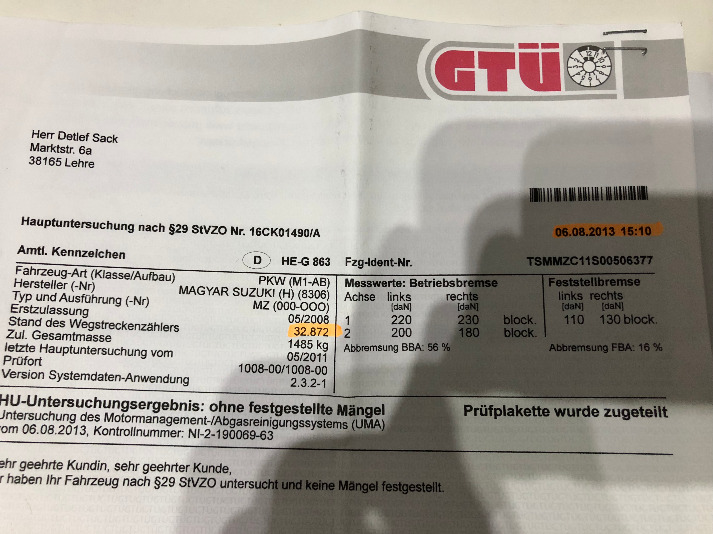 GTÜ
12
Herr Detlef Sack
Marktstr. 6a
38165 Lehre
Hauptuntersuchung nach §29 StVZO Nr. 16CK01490/A
06.08.2013 15:10
Amtl. Kennzeichen D HE-G 863 Fzg-Ident-Nr. TSMMZC11S00506377
Fahrzeug-Art (Klasse/Aufbau) PKW (M1-AB)
Hersteller (-Nr) MAGYAR SUZUKI (H) (8306)
Typ und Ausführung (-Nr) MZ (000-OOO)
Erstzulassung 05/2008
Stand des Wegstreckenzählers 32.872
Zul. Gesamtmasse 1485 kg
letzte Hauptuntersuchung vom 05/2011
Prüfort 1008-00/1008-00
Version Systemdaten-Anwendung 2.3.2-1
Messwerte: Betriebsbremse
Achse links rechts
[daN] [daN]
1 220 230 block.
2 200 180 block.
Abbremsung BBA: 56 %
Feststellbremse
links rechts
[daN] [daN]
110 130 block.
Abbremsung FBA: 16 %
HU-Untersuchungsergebnis: ohne festgestellte Mängel Prüfplakette wurde zugeteilt
Untersuchung des Motormanagement-/Abgasreinigungssystems (UMA)
vom 06.08.2013, Kontrollnummer: NI-2-190069-63
ehr geehrte Kundin, sehr geehrter Kunde,
r haben Ihr Fahrzeug nach §29 StVZO untersucht und keine Mängel festgestellt.